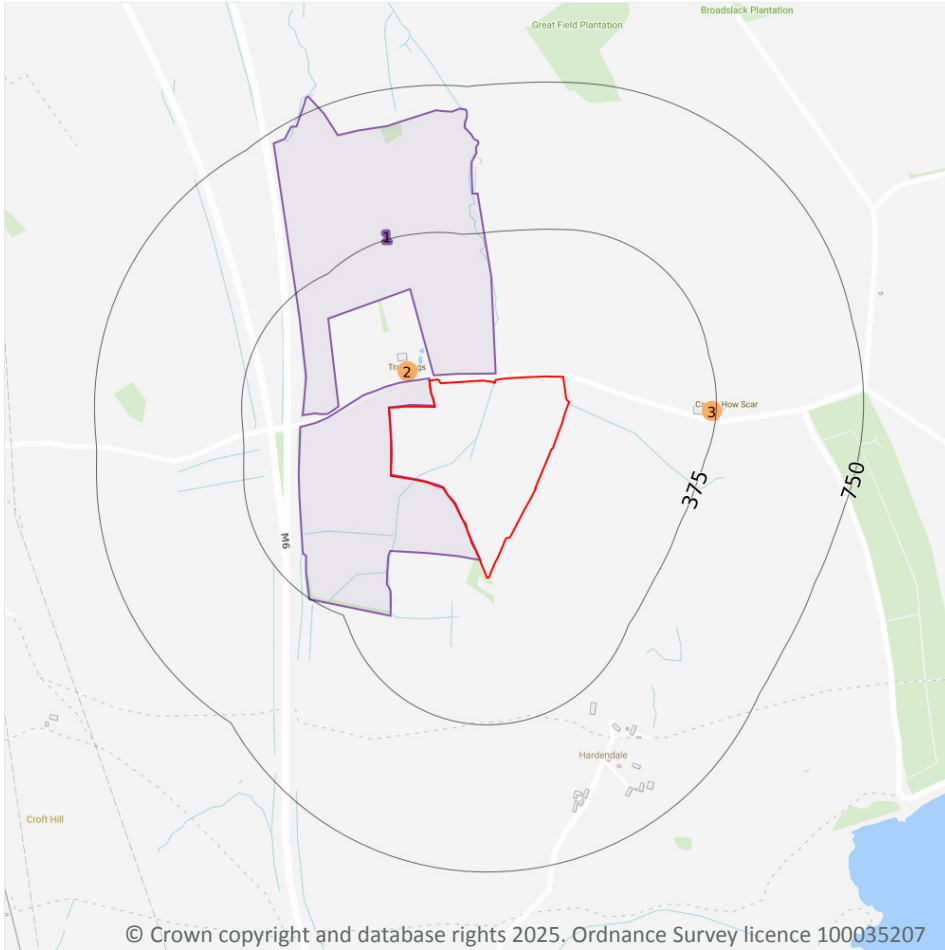 Broadslack Plantation
Great Field Plantation
1
2
3
375
750
M6
Hardendale
Croft Hill
© Crown copyright and database rights 2025. Ordnance Survey licence 100035207